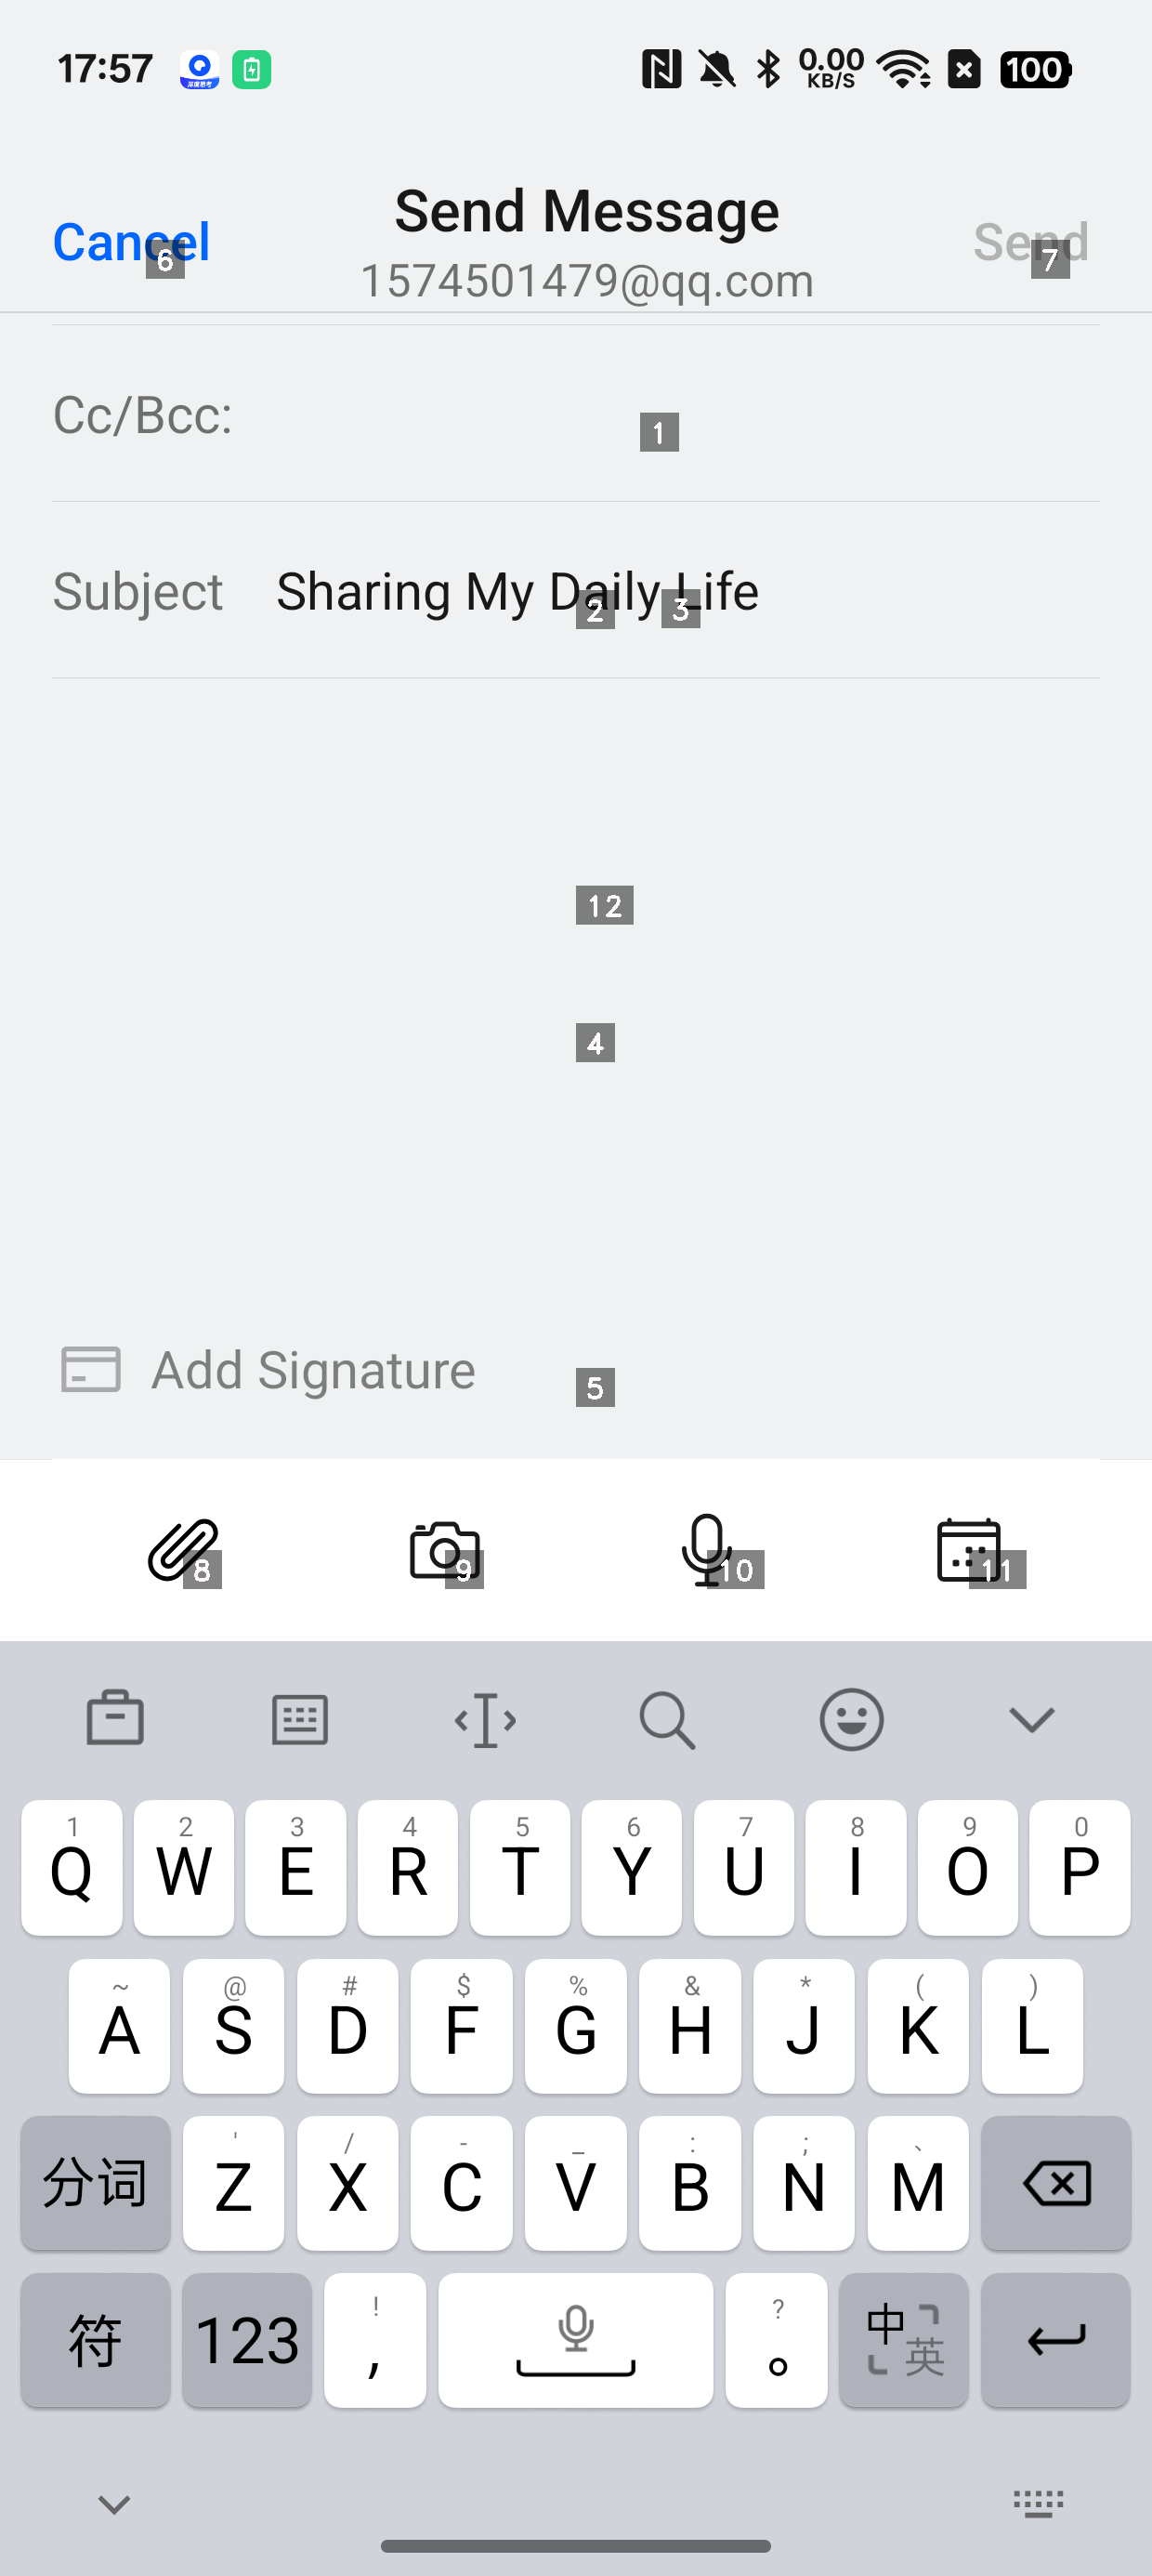 17:57
0.00
KB/S
100
Cancel
Send Message
Send
6
7
1574501479@qq.com
Cc/Bcc:
1
Subject
Sharing My Daily Life
2
3
12
4
Add Signature
5
8
9
10
11
1 2 3 4 5 6 7 8 9 0
Q W E R T Y U I O P
~ @ # $ % & * ( )
A S D F G H J K L
' / - _ : ; 、
分词 Z X C V B N M
! ?
符 123 , 。 中 英